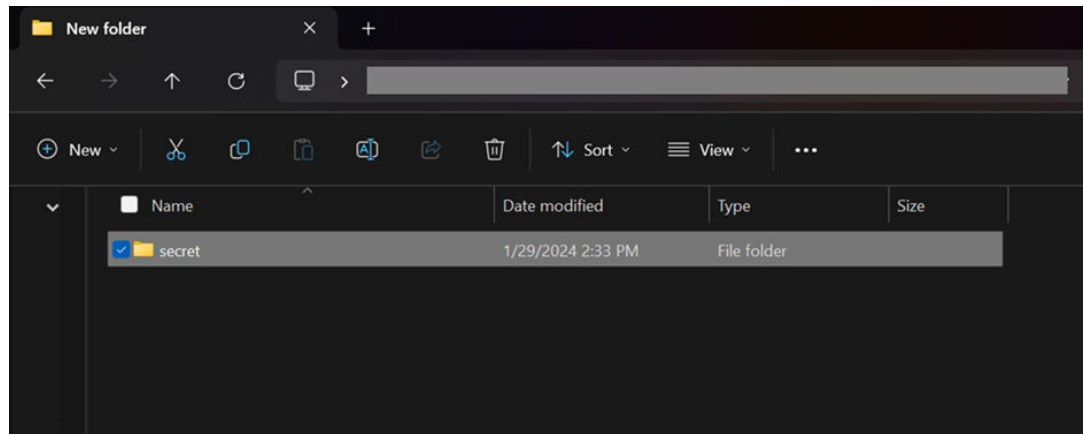 New folder
New Sort View
Name Date modified Type Size
secret 1/29/2024 2:33 PM File folder